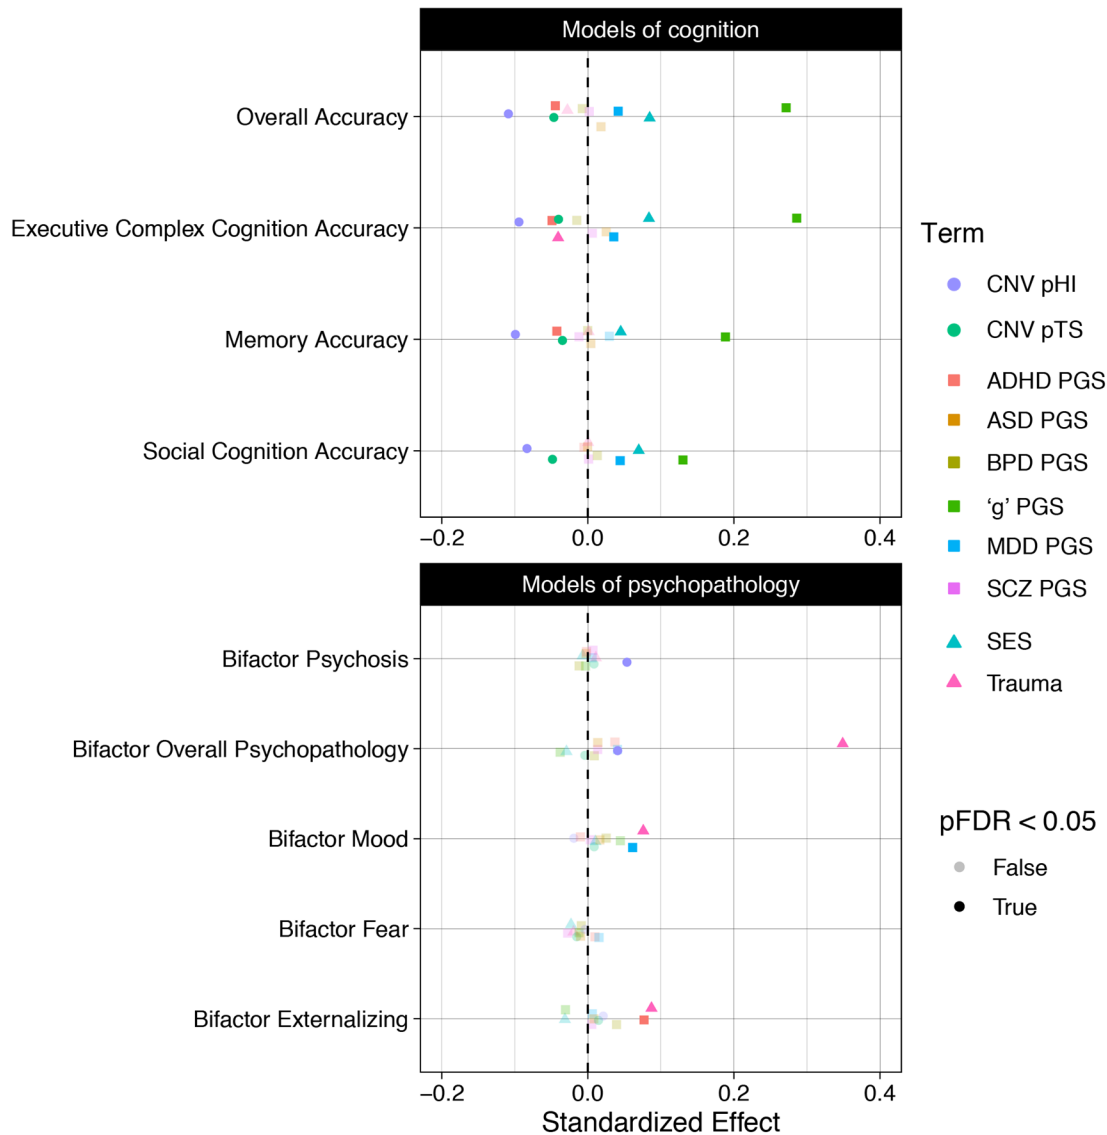 Models of cognition
Overall Accuracy
Executive Complex Cognition Accuracy
Memory Accuracy
Social Cognition Accuracy
−0.2 0.0 0.2 0.4
Models of psychopathology
Bifactor Psychosis
Bifactor Overall Psychopathology
Bifactor Mood
Bifactor Fear
Bifactor Externalizing
−0.2 0.0 0.2 0.4
Standardized Effect
Term
CNV pHI
CNV pTS
ADHD PGS
ASD PGS
BPD PGS
‘g’ PGS
MDD PGS
SCZ PGS
SES
Trauma
pFDR < 0.05
False
True